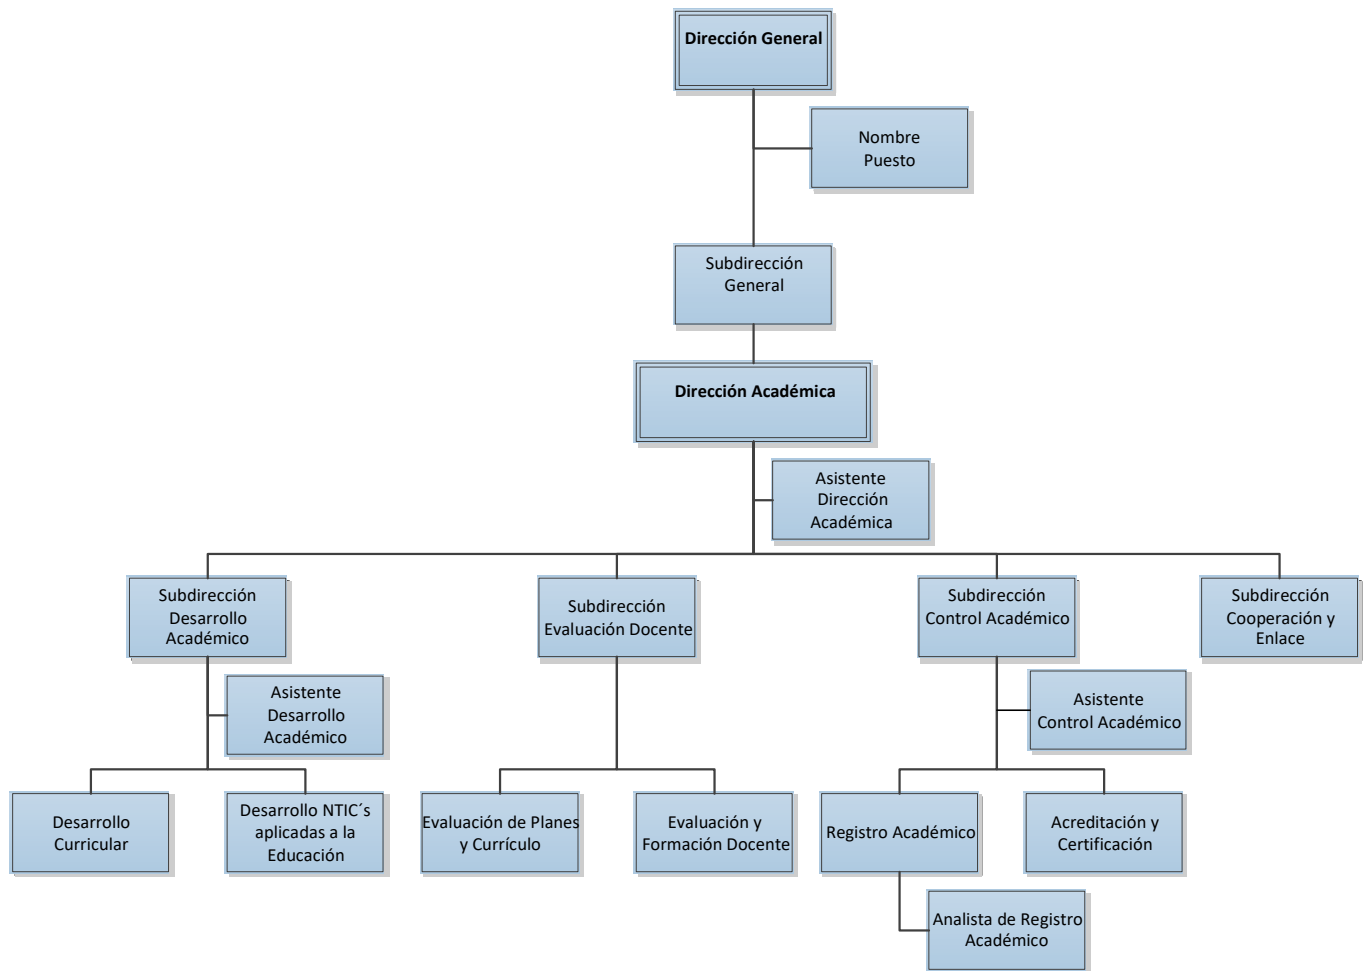 Dirección General
Nombre
Puesto
Subdirección
General
Dirección Académica
Asistente
Dirección
Académica
Subdirección
Desarrollo
Académico
Subdirección
Evaluación Docente
Subdirección
Control Académico
Subdirección
Cooperación y
Enlace
Asistente
Desarrollo
Académico
Asistente
Control Académico
Desarrollo
Curricular
Desarrollo NTIC´s
aplicadas a la
Educación
Evaluación de Planes
y Currículo
Evaluación y
Formación Docente
Registro Académico
Acreditación y
Certificación
Analista de Registro
Académico